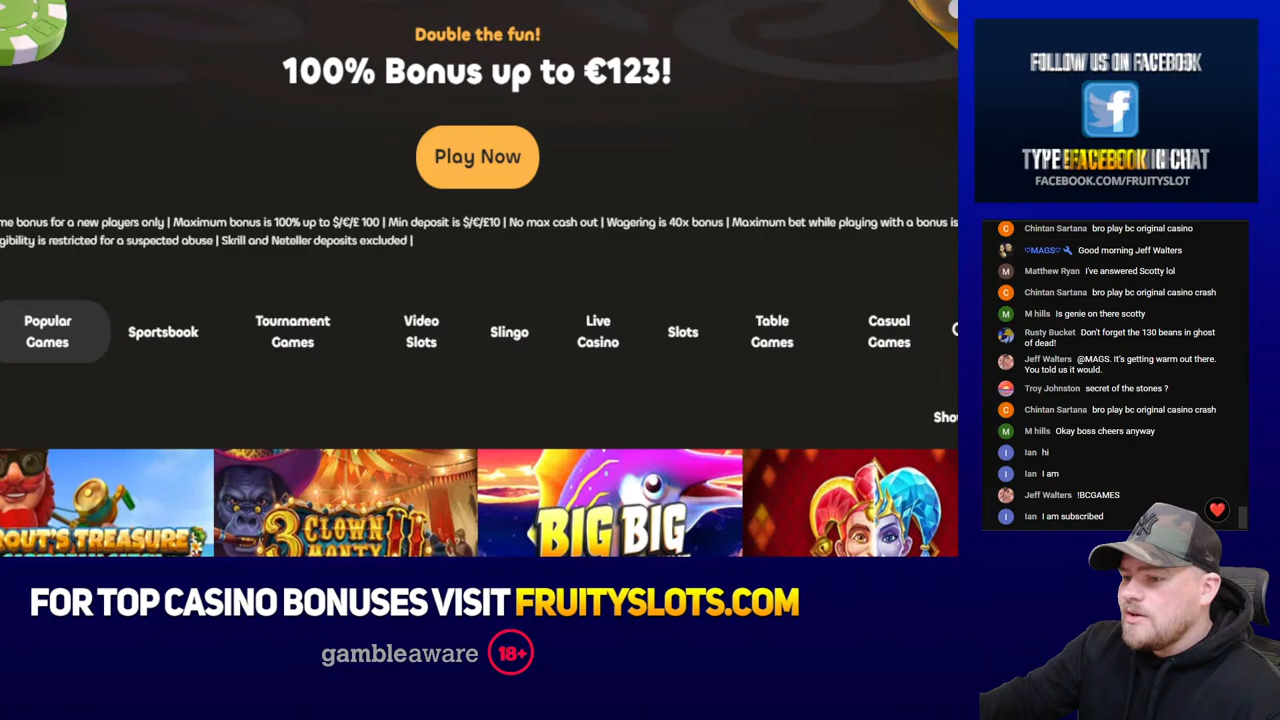 Double the fun!
100% Bonus up to €123!
Play Now
me bonus for a new players only | Maximum bonus is 100% up to $/€/£ 100 | Min deposit is $/€/£10 | No max cash out | Wagering is 40x bonus | Maximum bet while playing with a bonus is
gibility is restricted for a suspected abuse | Skrill and Neteller deposits excluded |
Popular
Games
Sportsbook
Tournament
Games
Video
Slots
Slingo
Live
Casino
Slots
Table
Games
Casual
Games
Sho
OUT'S TREASURE
3 CLOWN
MONTY II
BIG BIG
FOR TOP CASINO BONUSES VISIT FRUITYSLOTS.COM
gambleaware 18+
FOLLOW US ON FACEBOOK
TYPE FACEBOOK CHAT
FACEBOOK.COM/FRUITYSLOT
Chintan Sartana bro play bc original casino
♡MAGS♡ Good morning Jeff Walters
Matthew Ryan I've answered Scotty lol
Chintan Sartana bro play bc original casino crash
M hills Is genie on there scotty
Rusty Bucket Don't forget the 130 beans in ghost
of dead!
Jeff Walters @MAGS. It's getting warm out there.
You told us it would.
Troy Johnston secret of the stones ?
Chintan Sartana bro play bc original casino crash
M hills Okay boss cheers anyway
Ian hi
Ian I am
Jeff Walters !BCGAMES
Ian I am subscribed